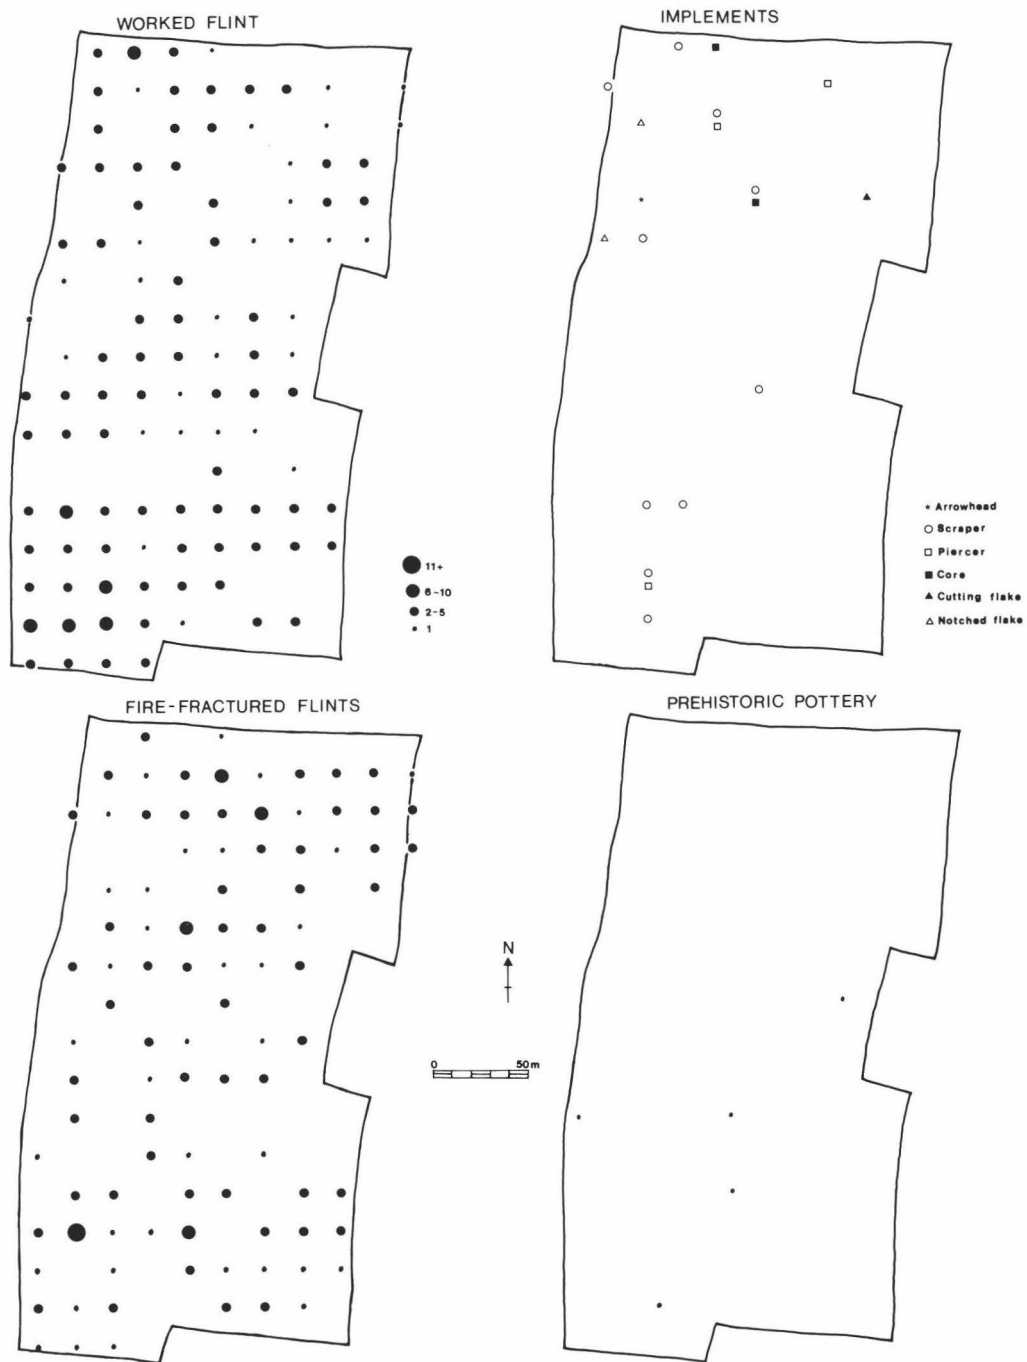 WORKED FLINT
IMPLEMENTS
11+
6-10
2-5
1
Arrowhead
Scraper
Piercer
Core
Cutting flake
Notched flake
FIRE-FRACTURED FLINTS
PREHISTORIC POTTERY
N
0 50m